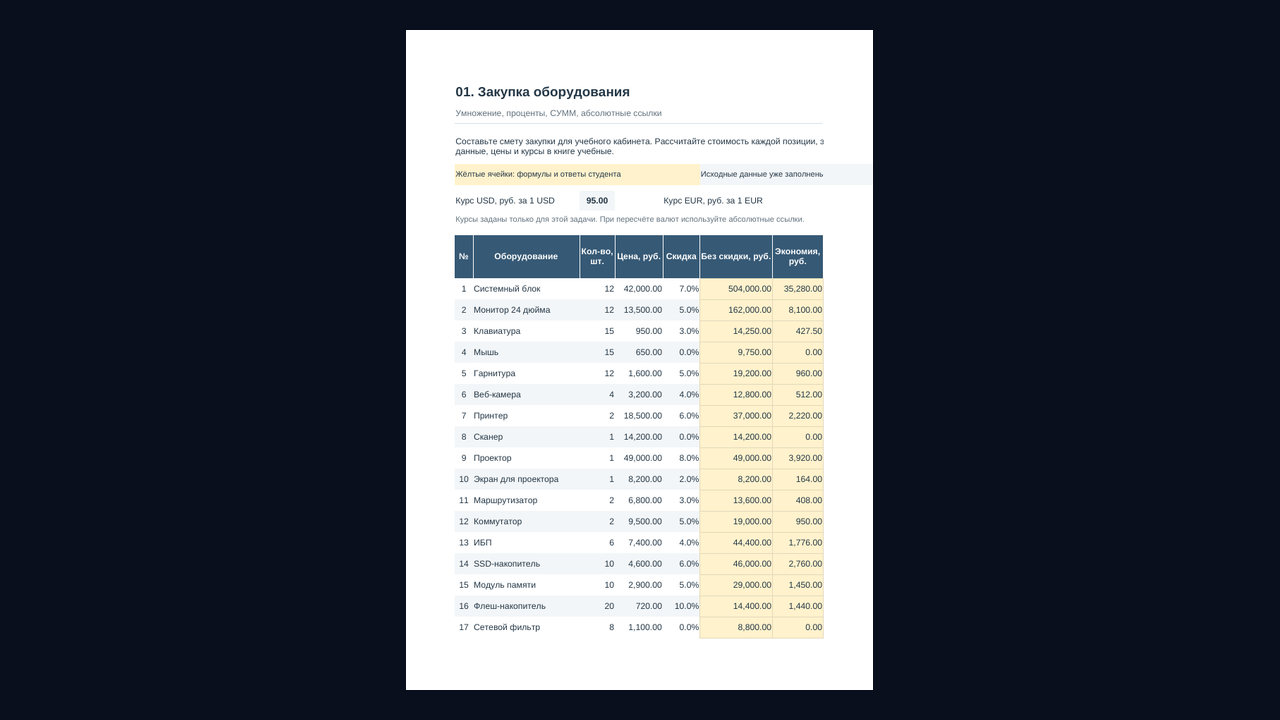 01. Закупка оборудования
Умножение, проценты, СУММ, абсолютные ссылки
Составьте смету закупки для учебного кабинета. Рассчитайте стоимость каждой позиции, з
данные, цены и курсы в книге учебные.
Жёлтые ячейки: формулы и ответы студента Исходные данные уже заполнень
Курс USD, руб. за 1 USD 95.00 Курс EUR, руб. за 1 EUR
Курсы заданы только для этой задачи. При пересчёте валют используйте абсолютные ссылки.
№ Оборудование Кол-во, шт. Цена, руб. Скидка Без скидки, руб. Экономия, руб.
1 Системный блок 12 42,000.00 7.0% 504,000.00 35,280.00
2 Монитор 24 дюйма 12 13,500.00 5.0% 162,000.00 8,100.00
3 Клавиатура 15 950.00 3.0% 14,250.00 427.50
4 Мышь 15 650.00 0.0% 9,750.00 0.00
5 Гарнитура 12 1,600.00 5.0% 19,200.00 960.00
6 Веб-камера 4 3,200.00 4.0% 12,800.00 512.00
7 Принтер 2 18,500.00 6.0% 37,000.00 2,220.00
8 Сканер 1 14,200.00 0.0% 14,200.00 0.00
9 Проектор 1 49,000.00 8.0% 49,000.00 3,920.00
10 Экран для проектора 1 8,200.00 2.0% 8,200.00 164.00
11 Маршрутизатор 2 6,800.00 3.0% 13,600.00 408.00
12 Коммутатор 2 9,500.00 5.0% 19,000.00 950.00
13 ИБП 6 7,400.00 4.0% 44,400.00 1,776.00
14 SSD-накопитель 10 4,600.00 6.0% 46,000.00 2,760.00
15 Модуль памяти 10 2,900.00 5.0% 29,000.00 1,450.00
16 Флеш-накопитель 20 720.00 10.0% 14,400.00 1,440.00
17 Сетевой фильтр 8 1,100.00 0.0% 8,800.00 0.00